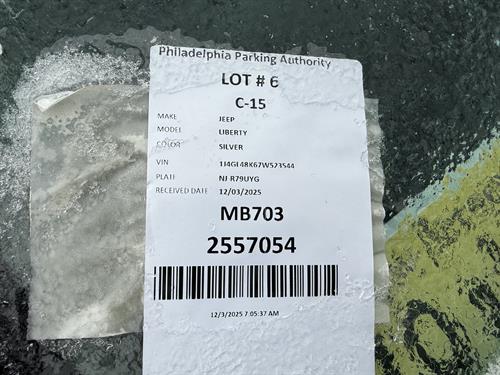 Philadelphia Parking Authority
LOT # 6
C-15
MAKE JEEP
MODEL LIBERTY
COLOR SILVER
VIN 1J4GL48K67W523544
PLATE NJ R79UYG
RECEIVED DATE 12/03/2025
MB703
2557054
12/3/2025 7:05:37 AM